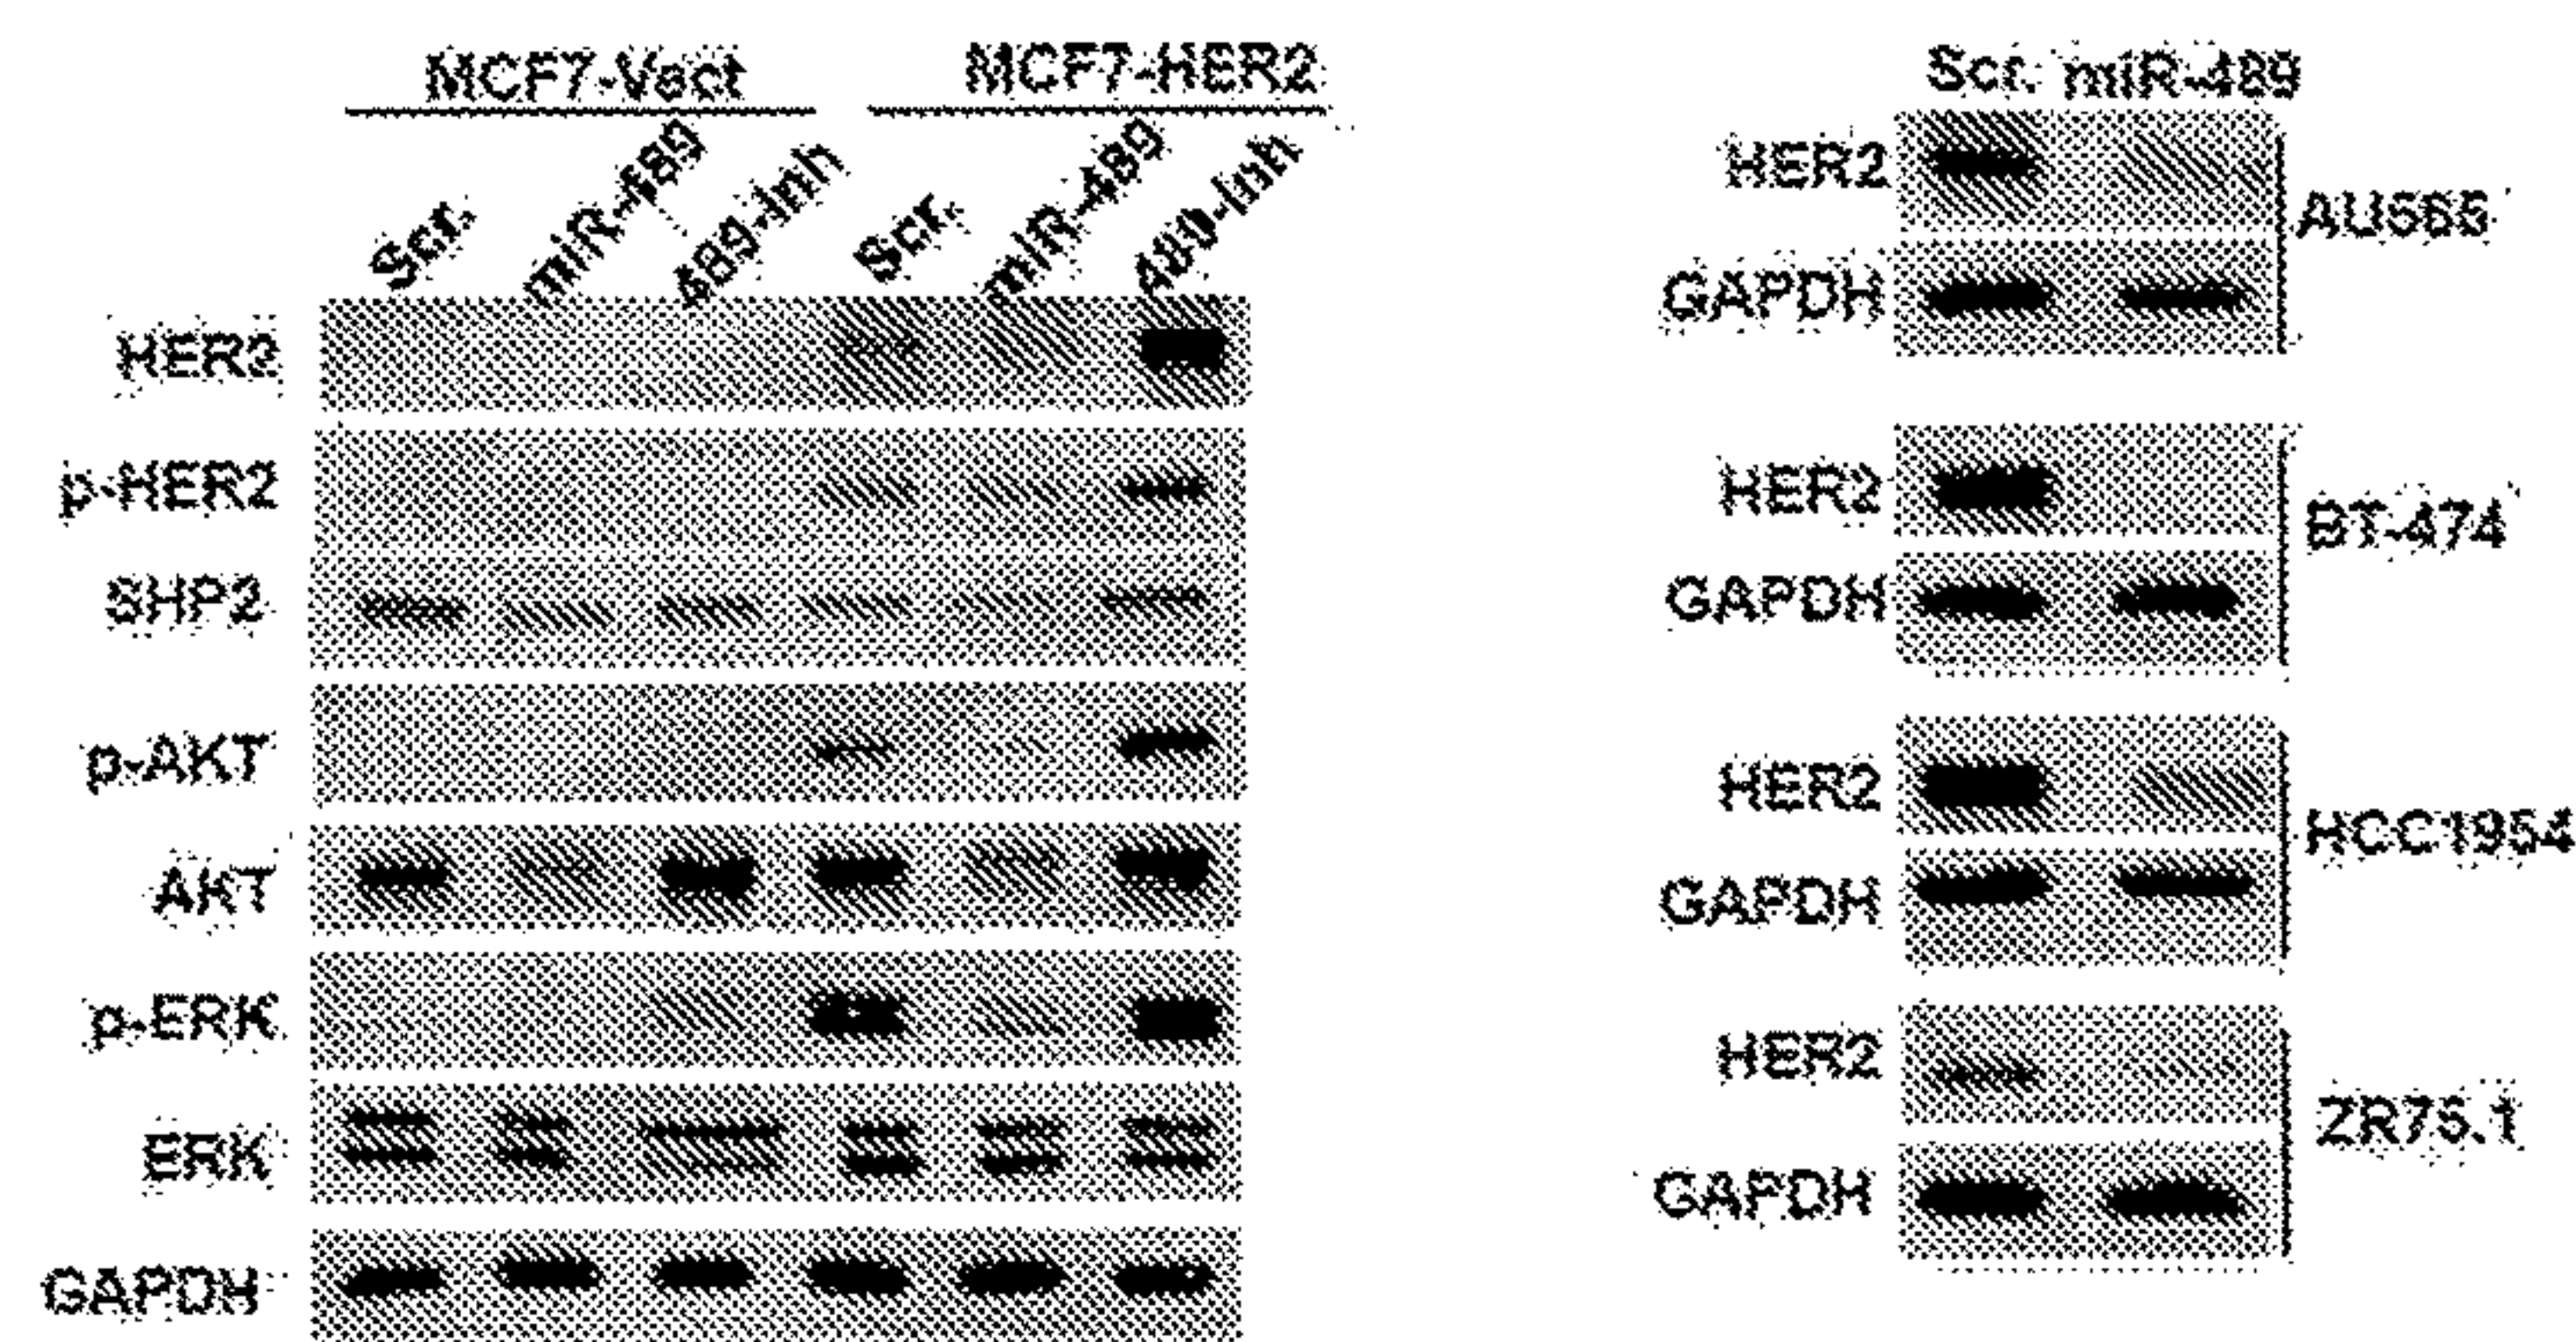 MCF7-Vect MCF7-HER2
Scr. miR-489 489-Inh Scr. miR-489 489-Inh
HER2
p-HER2
SHP2
p-AKT
AKT
p-ERK
ERK
GAPDH
Scr. miR-489
HER2
GAPDH
AU565
HER2
GAPDH
BT-474
HER2
GAPDH
HCC1954
HER2
GAPDH
ZR75.1